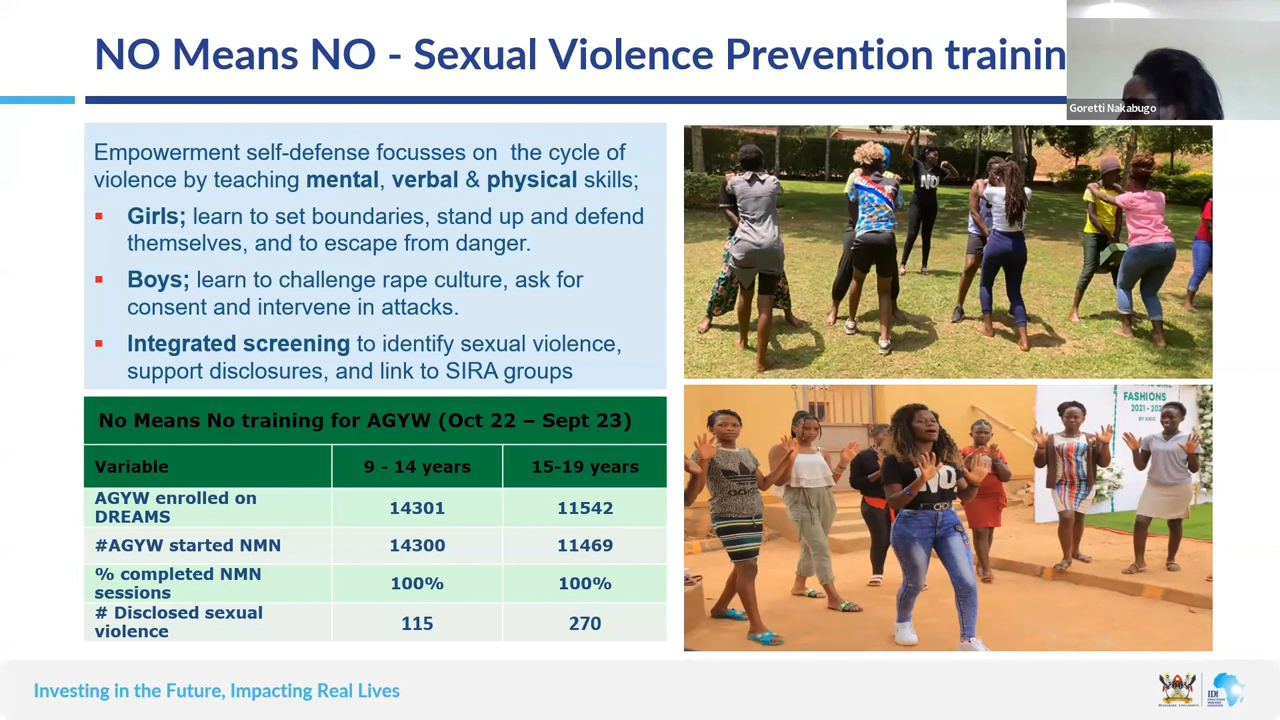 NO Means NO - Sexual Violence Prevention trainin
Goretti Nakabugo
Empowerment self-defense focusses on the cycle of
violence by teaching mental, verbal & physical skills;
▪ Girls; learn to set boundaries, stand up and defend
themselves, and to escape from danger.
▪ Boys; learn to challenge rape culture, ask for
consent and intervene in attacks.
▪ Integrated screening to identify sexual violence,
support disclosures, and link to SIRA groups
No Means No training for AGYW (Oct 22 – Sept 23)
Variable 9 - 14 years 15-19 years
AGYW enrolled on
DREAMS 14301 11542
#AGYW started NMN 14300 11469
% completed NMN
sessions 100% 100%
# Disclosed sexual
violence 115 270
NO
FASHIONS
NO
Investing in the Future, Impacting Real Lives
IDI